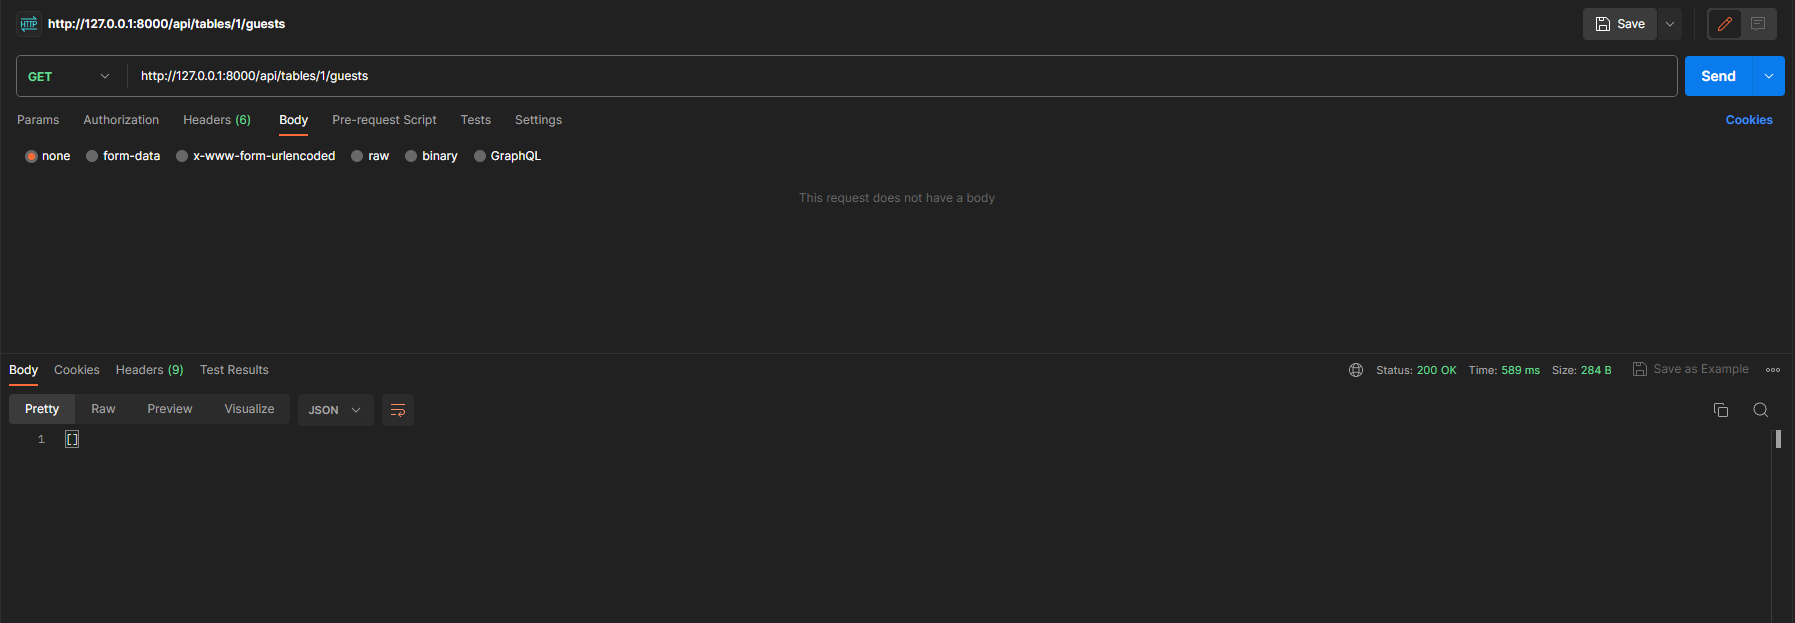 HTTP http://127.0.0.1:8000/api/tables/1/guests Save
GET http://127.0.0.1:8000/api/tables/1/guests Send
Params Authorization Headers (6) Body Pre-request Script Tests Settings Cookies
none form-data x-www-form-urlencoded raw binary GraphQL
This request does not have a body
Body Cookies Headers (9) Test Results Status: 200 OK Time: 589 ms Size: 284 B Save as Example
Pretty Raw Preview Visualize JSON
1 []